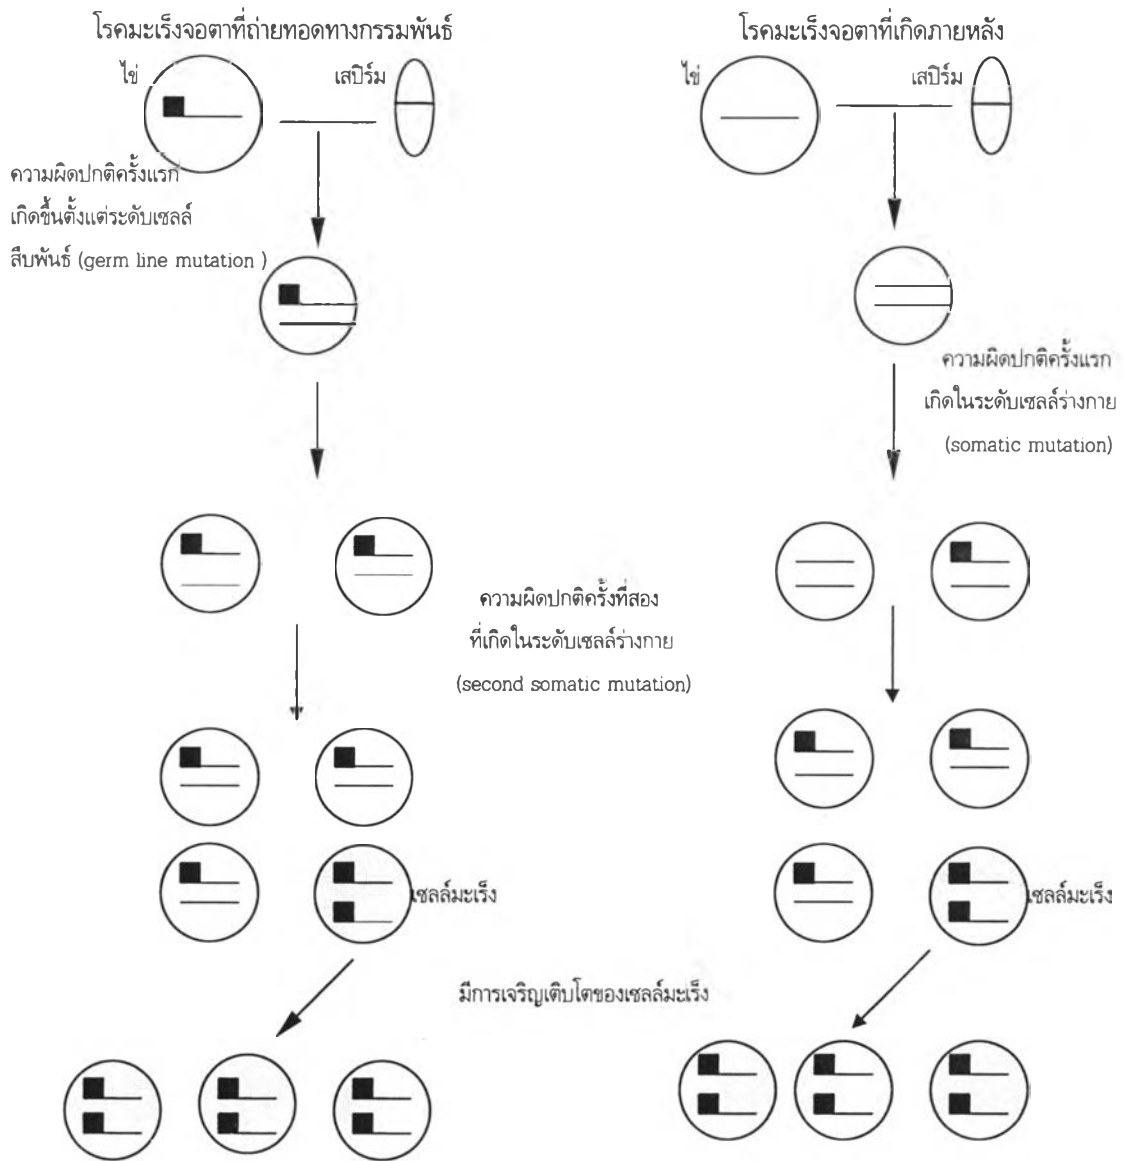 โรคมะเร็งจอตาที่ถ่ายทอดทางกรรมพันธ์
ไข่
เสปิร์ม
ความผิดปกติครั้งแรก
เกิดขึ้นตั้งแต่ระดับเซลล์
สืบพันธ์ (germ line mutation )
โรคมะเร็งจอตาที่เกิดภายหลัง
ไข่
เสปิร์ม
ความผิดปกติครั้งแรก
เกิดในระดับเซลล์ร่างกาย
(somatic mutation)
ความผิดปกติครั้งที่สอง
ที่เกิดในระดับเซลล์ร่างกาย
(second somatic mutation)
เซลล์มะเร็ง
เซลล์มะเร็ง
มีการเจริญเติบโตของเซลล์มะเร็ง